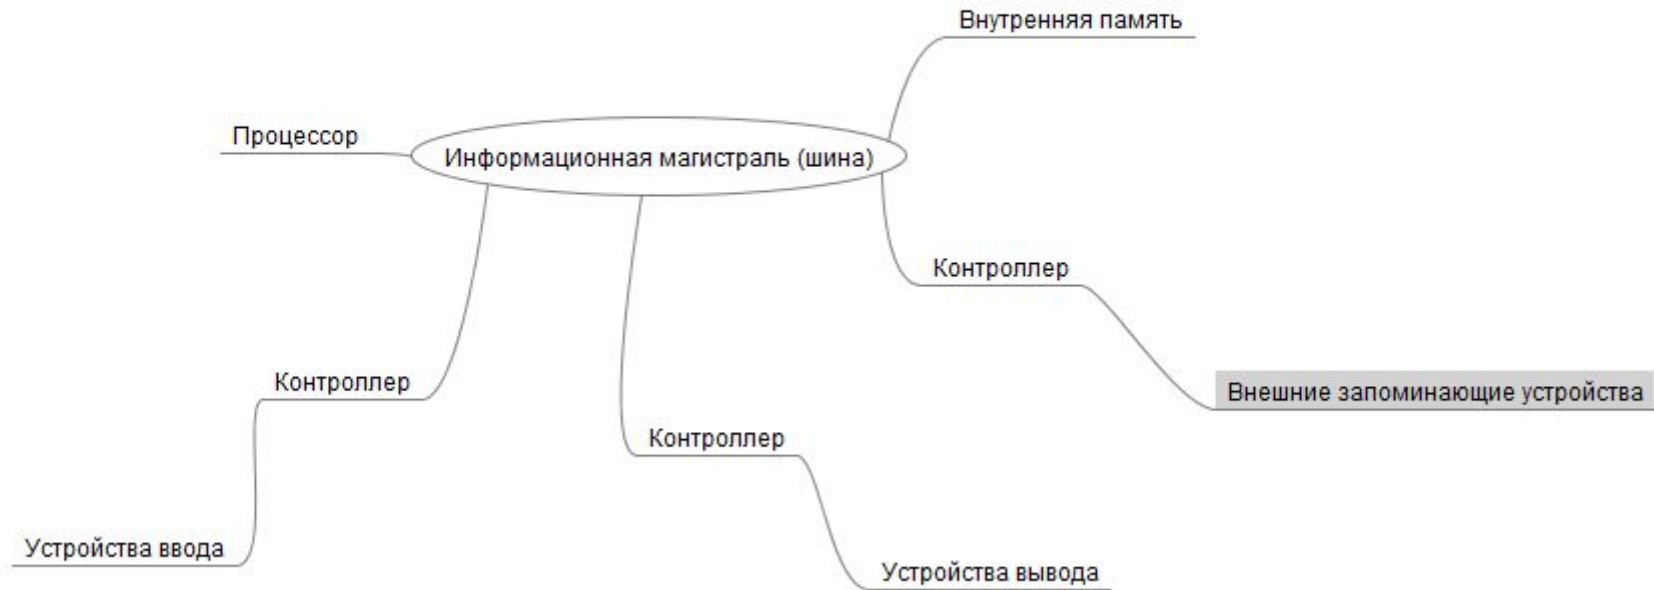 Внутренняя память
Процессор
Информационная магистраль (шина)
Контроллер
Контроллер
Внешние запоминающие устройства
Контроллер
Устройства ввода
Устройства вывода